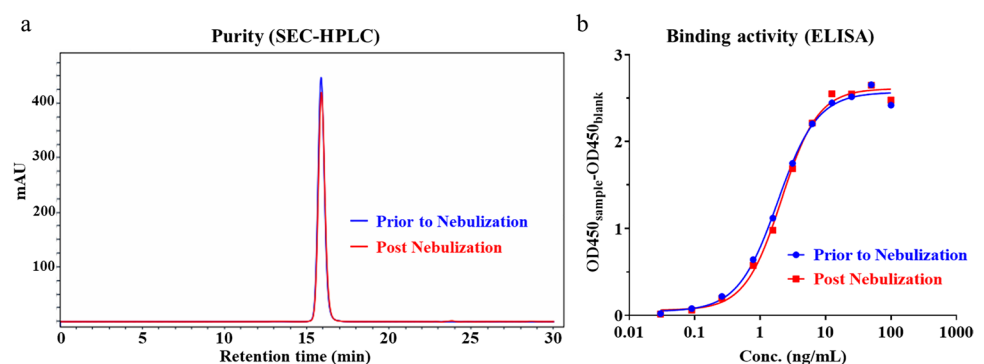 a
Purity (SEC-HPLC)
mAU
400
300
200
100
Prior to Nebulization
Post Nebulization
0 5 10 15 20 25 30
Retention time (min)
b
Binding activity (ELISA)
OD450sample-OD450blank
3
2
1
0
Prior to Nebulization
Post Nebulization
0.01 0.1 1 10 100 1000
Conc. (ng/mL)